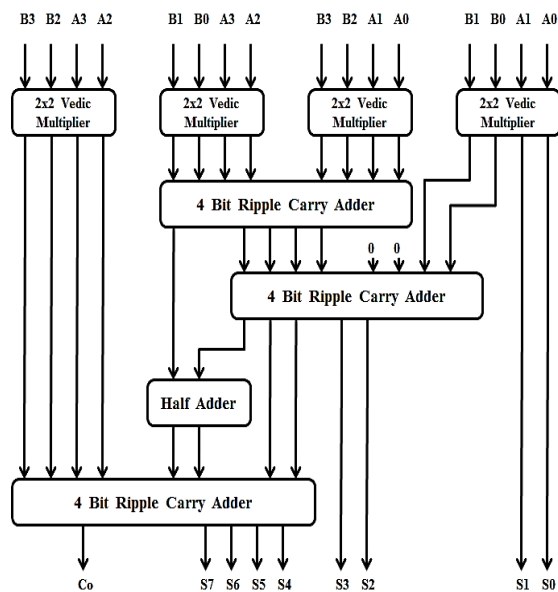 B3 B2 A3 A2 B1 B0 A3 A2 B3 B2 A1 A0 B1 B0 A1 A0
2x2 Vedic Multiplier
2x2 Vedic Multiplier
2x2 Vedic Multiplier
2x2 Vedic Multiplier
4 Bit Ripple Carry Adder
0 0
4 Bit Ripple Carry Adder
Half Adder
4 Bit Ripple Carry Adder
Co S7 S6 S5 S4 S3 S2 S1 S0